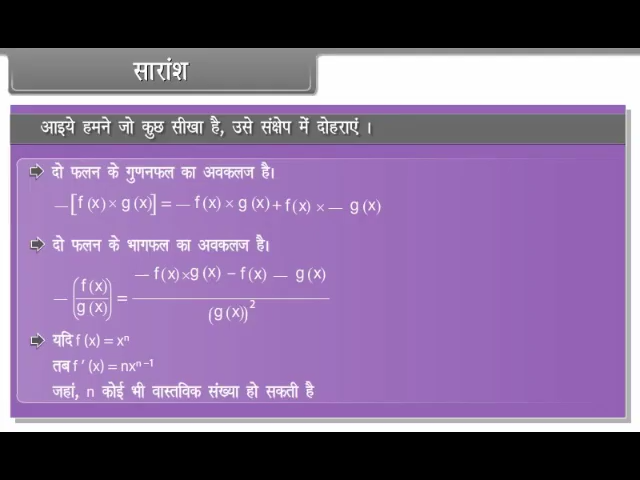 सारांश
आइये हमने जो कुछ सीखा है, उसे संक्षेप में दोहराएं ।
दो फलन के गुणनफल का अवकलज है।
—[f (x) × g (x)] = — f (x) × g (x) + f (x) × — g (x)
दो फलन के भागफल का अवकलज है।
— (f (x) / g (x)) = (— f (x) × g (x) – f (x) — g (x)) / (g (x))²
यदि f (x) = xⁿ
तब f ′ (x) = nxⁿ⁻¹
जहां, n कोई भी वास्तविक संख्या हो सकती है